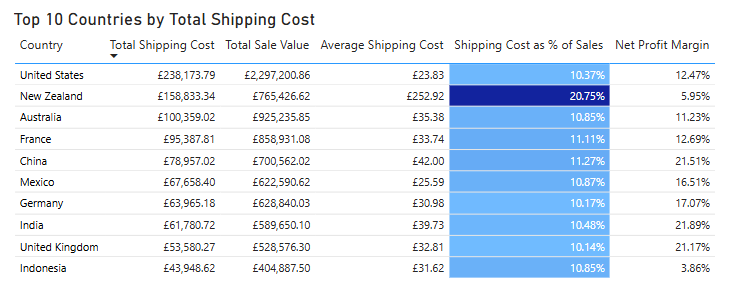 Top 10 Countries by Total Shipping Cost
Country Total Shipping Cost Total Sale Value Average Shipping Cost Shipping Cost as % of Sales Net Profit Margin
United States £238,173.79 £2,297,200.86 £23.83 10.37% 12.47%
New Zealand £158,833.34 £765,426.62 £252.92 20.75% 5.95%
Australia £100,359.02 £925,235.85 £35.38 10.85% 11.23%
France £95,387.81 £858,931.08 £33.74 11.11% 12.69%
China £78,957.02 £700,562.02 £42.00 11.27% 21.51%
Mexico £67,658.40 £622,590.62 £25.59 10.87% 16.51%
Germany £63,965.18 £628,840.03 £30.98 10.17% 17.07%
India £61,780.72 £589,650.10 £39.73 10.48% 21.89%
United Kingdom £53,580.27 £528,576.30 £32.81 10.14% 21.17%
Indonesia £43,948.62 £404,887.50 £31.62 10.85% 3.86%